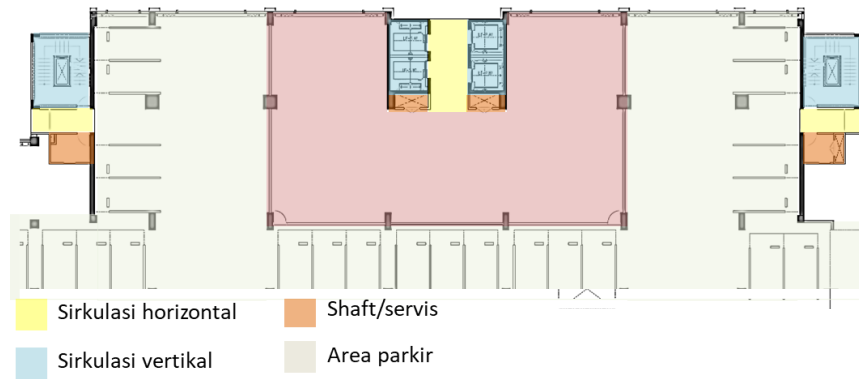 Sirkulasi horizontal
Shaft/servis
Sirkulasi vertikal
Area parkir